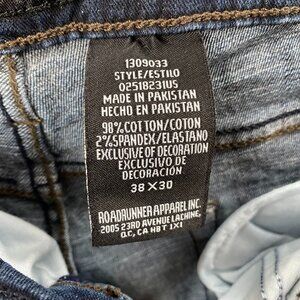 1309033
STYLE/ESTILO
0251823IUS
MADE IN PAKISTAN
HECHO EN PAKISTAN
98% COTTON/COTON
2% SPANDEX/ELASTANO
EXCLUSIVE OF DECORATION
EXCLUSIVO DE
DECORACIÓN
38 X 30
ROADRUNNER APPAREL INC.
2005 23RD AVENUE LACHINE,
Q.C, CA H8T 1X1